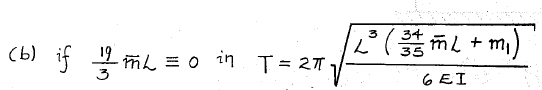 (b) if 19/3 m̄L ≡ 0 in T = 2π √(L³(34/35 m̄L + m₁) / 6EI)